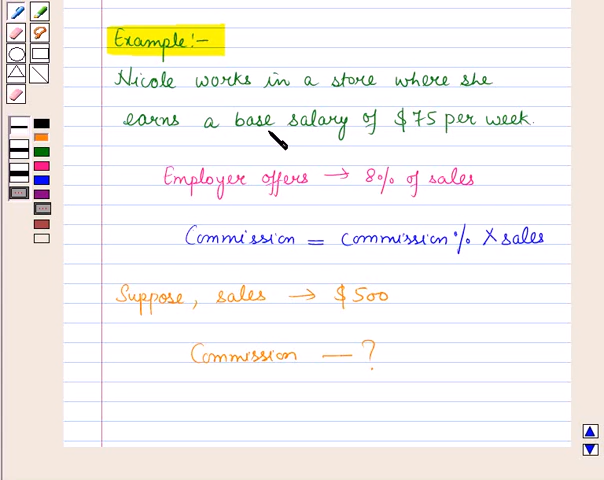 Example:-
Nicole works in a store where she
earns a base salary of $75 per week.
Employer offers → 8% of sales
Commission = commission% X sales
Suppose, sales → $500
Commission — ?